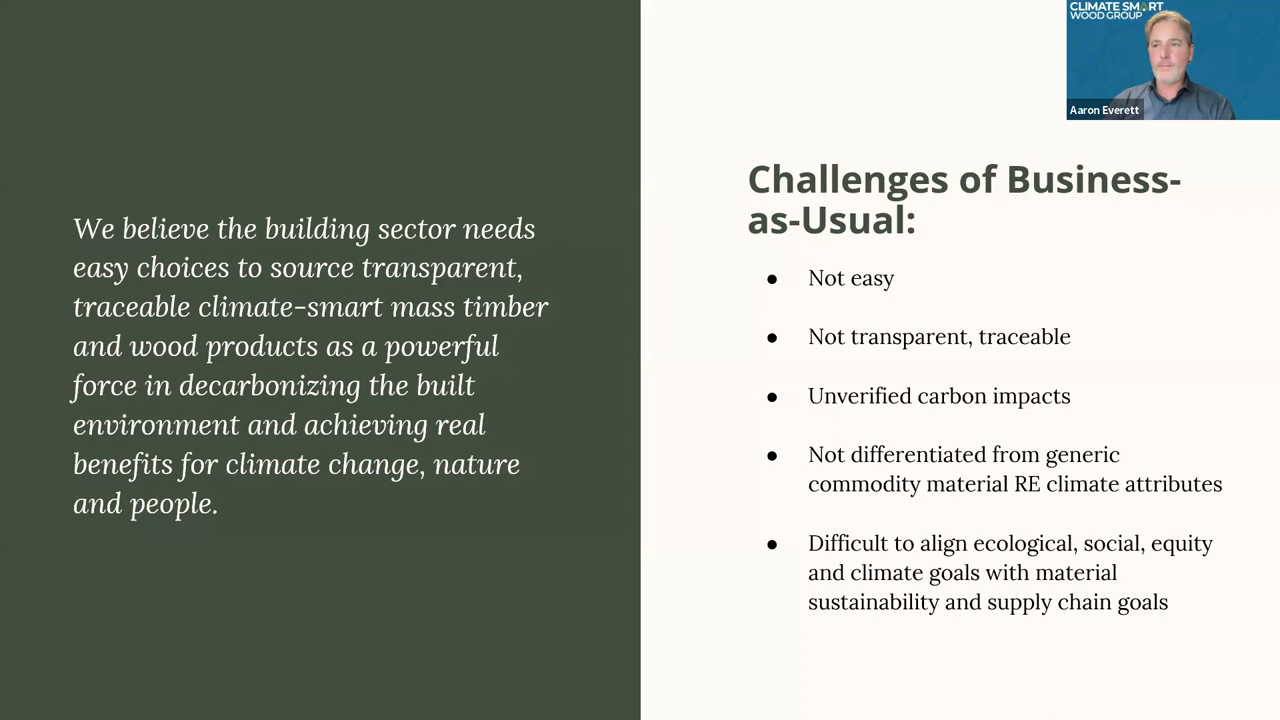 CLIMATE SMART
WOOD GROUP
Aaron Everett
We believe the building sector needs
easy choices to source transparent,
traceable climate-smart mass timber
and wood products as a powerful
force in decarbonizing the built
environment and achieving real
benefits for climate change, nature
and people.
Challenges of Business-
as-Usual:
● Not easy
● Not transparent, traceable
● Unverified carbon impacts
● Not differentiated from generic
commodity material RE climate attributes
● Difficult to align ecological, social, equity
and climate goals with material
sustainability and supply chain goals